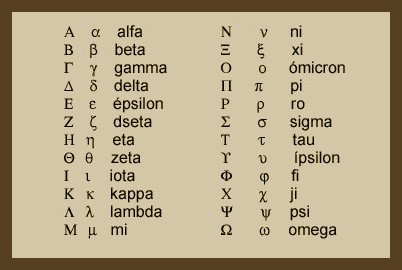 Α α alfa
Β β beta
Γ γ gamma
Δ δ delta
Ε ε épsilon
Ζ ζ dseta
Η η eta
Θ θ zeta
Ι ι iota
Κ κ kappa
Λ λ lambda
Μ μ mi
Ν ν ni
Ξ ξ xi
Ο ο ómicron
Π π pi
Ρ ρ ro
Σ σ sigma
Τ τ tau
Υ υ ípsilon
Φ φ fi
Χ χ ji
Ψ ψ psi
Ω ω omega